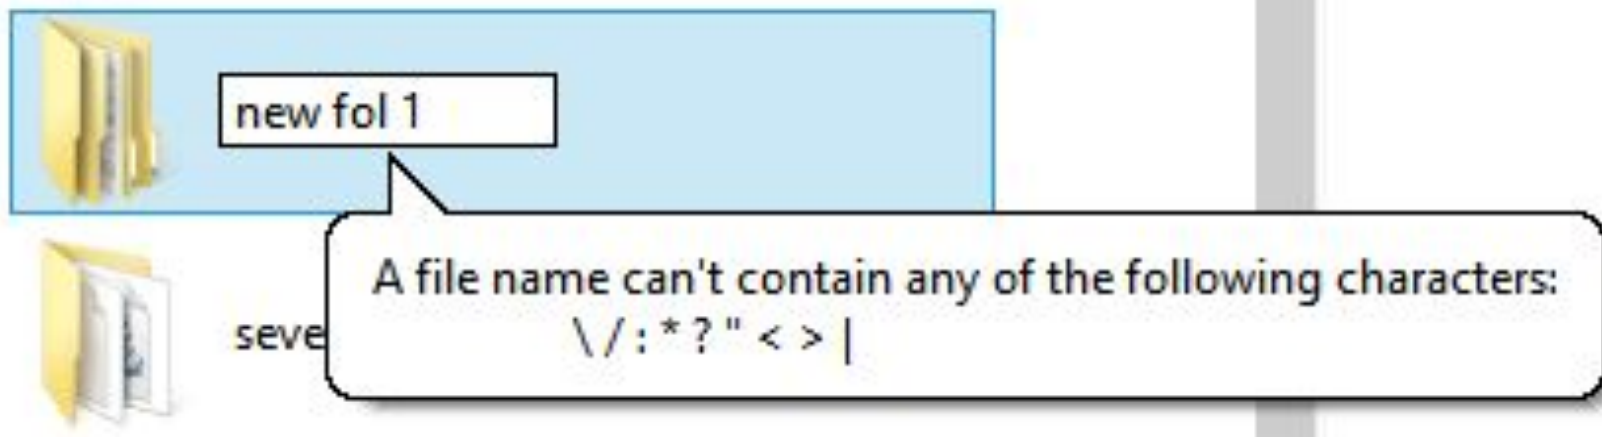 new fol 1
A file name can't contain any of the following characters:
\ / : * ? " < > |
seve